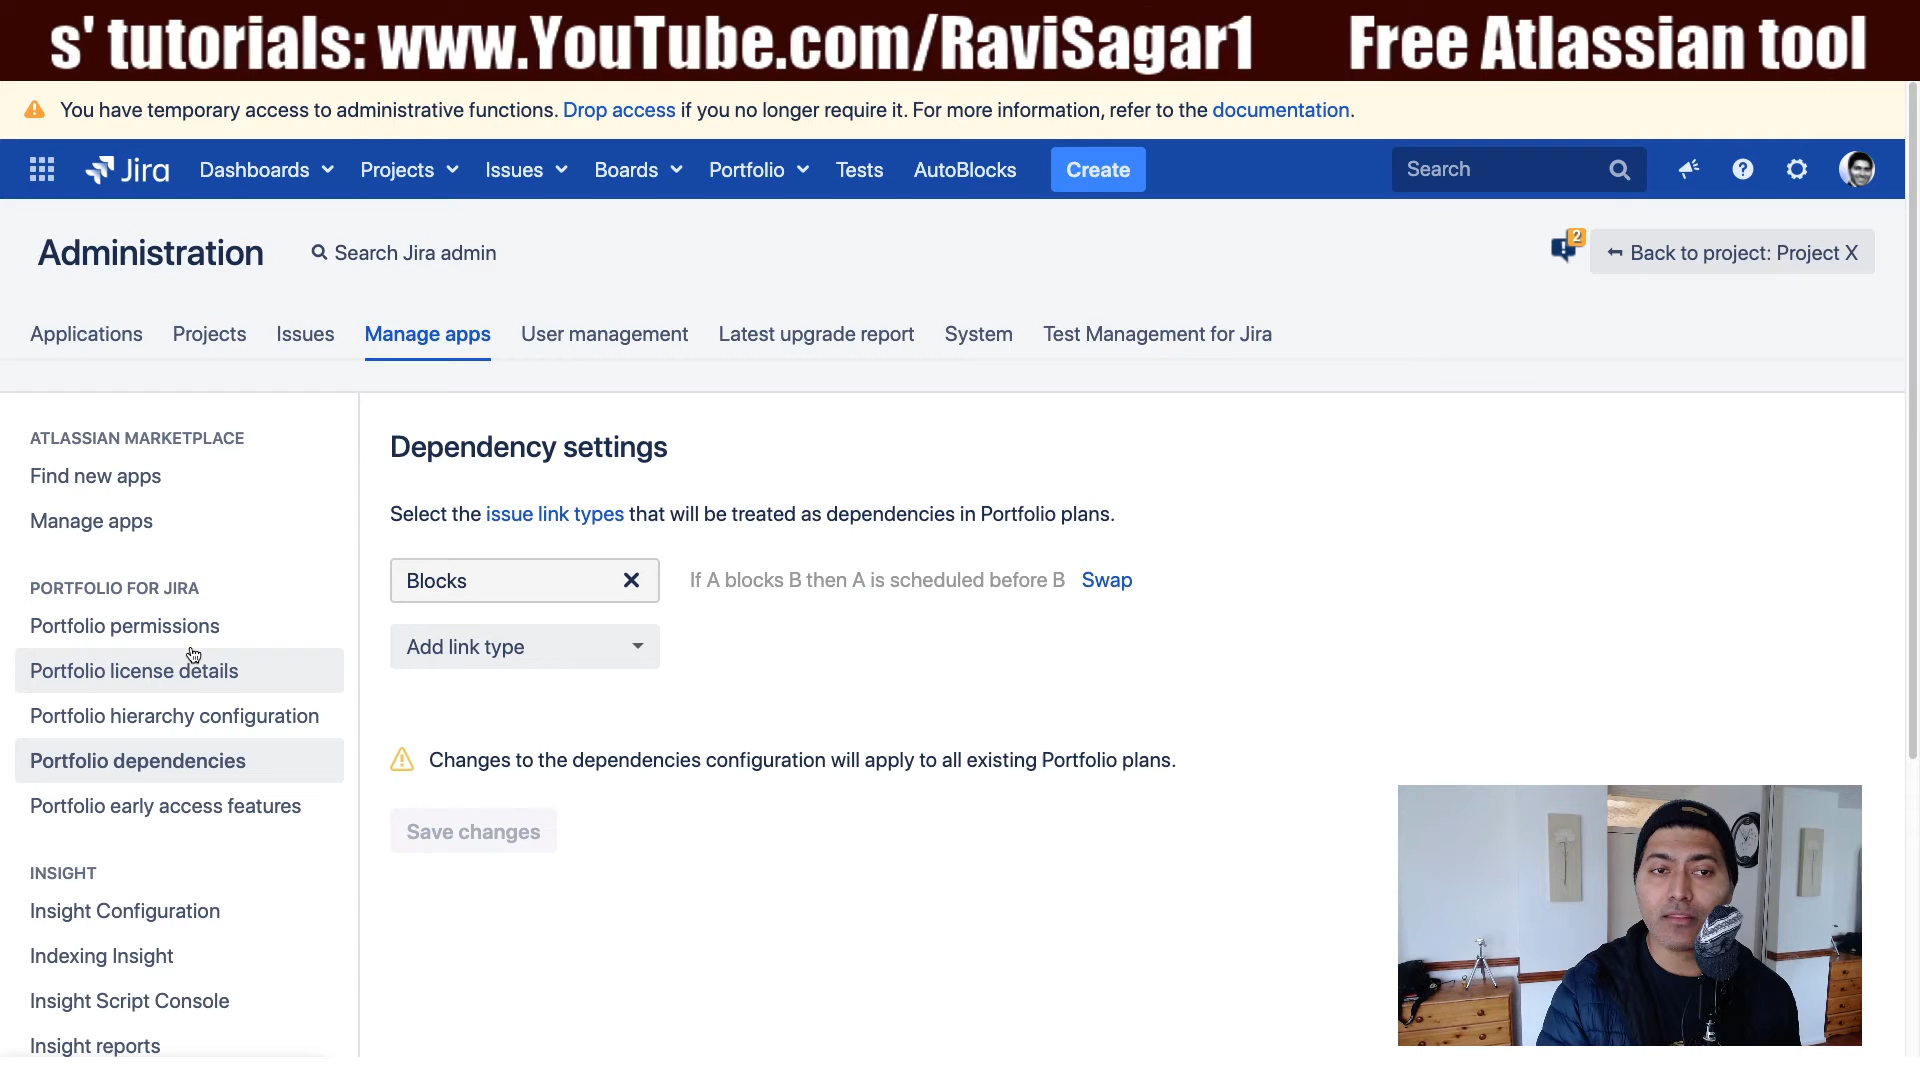 s' tutorials: www.YouTube.com/RaviSagar1 Free Atlassian tool
You have temporary access to administrative functions. Drop access if you no longer require it. For more information, refer to the documentation.
Jira Dashboards Projects Issues Boards Portfolio Tests AutoBlocks Create Search
Administration Search Jira admin 2 Back to project: Project X
Applications Projects Issues Manage apps User management Latest upgrade report System Test Management for Jira
ATLASSIAN MARKETPLACE
Find new apps
Manage apps
PORTFOLIO FOR JIRA
Portfolio permissions
Portfolio license details
Portfolio hierarchy configuration
Portfolio dependencies
Portfolio early access features
INSIGHT
Insight Configuration
Indexing Insight
Insight Script Console
Insight reports
Dependency settings
Select the issue link types that will be treated as dependencies in Portfolio plans.
Blocks If A blocks B then A is scheduled before B Swap
Add link type
Changes to the dependencies configuration will apply to all existing Portfolio plans.
Save changes